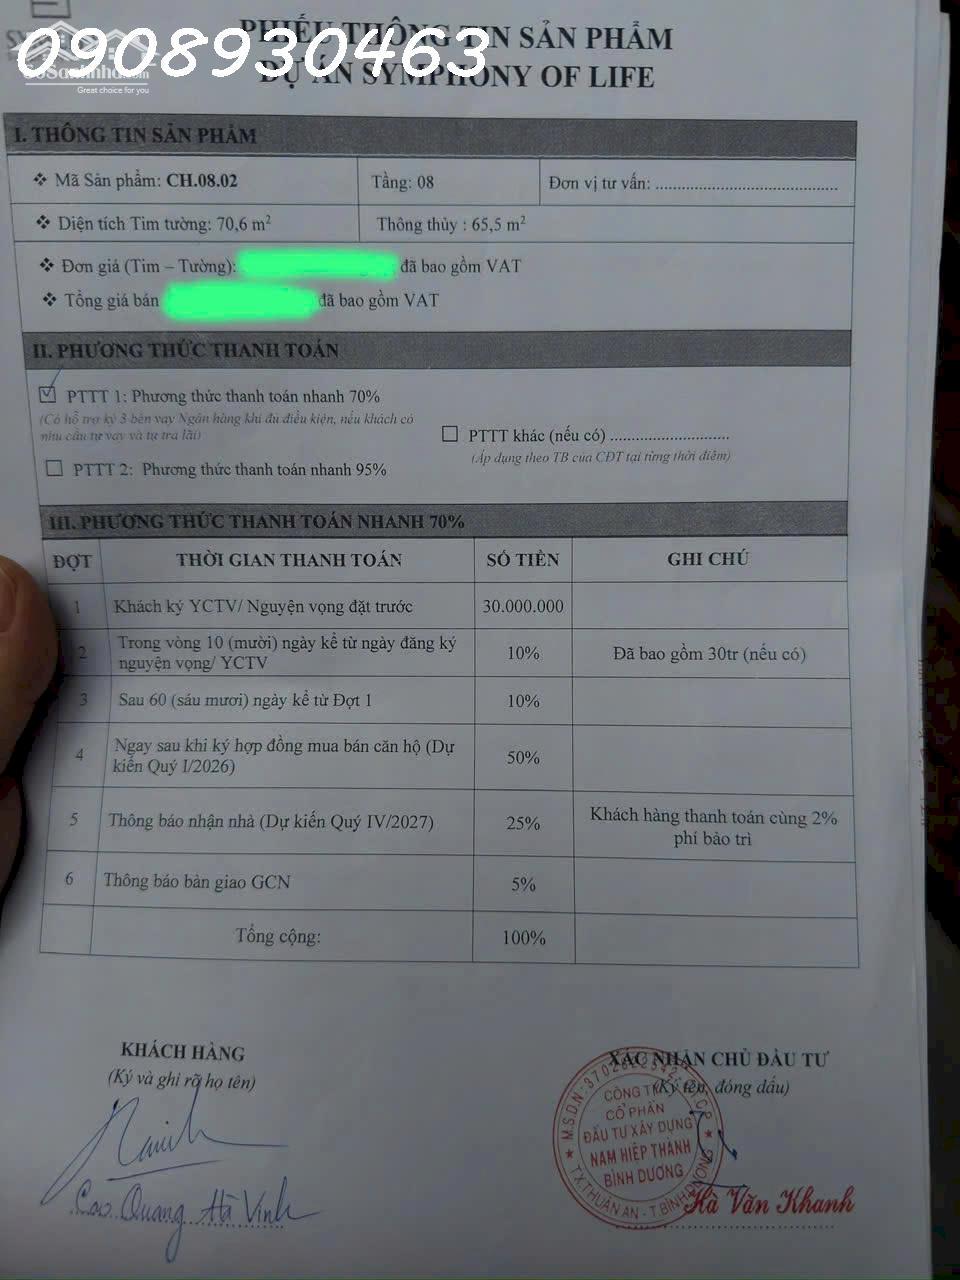 PHIẾU THÔNG TIN SẢN PHẨM
0908930463
DỰ ÁN SYMPHONY OF LIFE
Great choice for you
I. THÔNG TIN SẢN PHẨM
❖ Mã Sản phẩm: CH.08.02 Tầng: 08 Đơn vị tư vấn: ........................................
❖ Diện tích Tim tường: 70,6 m² Thông thủy : 65,5 m²
❖ Đơn giá (Tim – Tường): đã bao gồm VAT
❖ Tổng giá bán đã bao gồm VAT
II. PHƯƠNG THỨC THANH TOÁN
☑ PTTT 1: Phương thức thanh toán nhanh 70%
(Có hỗ trợ ký 3 bên vay Ngân hàng khi đủ điều kiện, nếu khách có
nhu cầu tự vay và tự trả lãi)
☐ PTTT khác (nếu có) ..........................
(Áp dụng theo TB của CĐT tại từng thời điểm)
☐ PTTT 2: Phương thức thanh toán nhanh 95%
III. PHƯƠNG THỨC THANH TOÁN NHANH 70%
ĐỢT THỜI GIAN THANH TOÁN SỐ TIỀN GHI CHÚ
1 Khách ký YCTV/ Nguyện vọng đặt trước 30.000.000
2 Trong vòng 10 (mười) ngày kể từ ngày đăng ký
nguyện vọng/ YCTV 10% Đã bao gồm 30tr (nếu có)
3 Sau 60 (sáu mươi) ngày kể từ Đợt 1 10%
4 Ngay sau khi ký hợp đồng mua bán căn hộ (Dự
kiến Quý I/2026) 50%
5 Thông báo nhận nhà (Dự kiến Quý IV/2027) 25% Khách hàng thanh toán cùng 2%
phí bảo trì
6 Thông báo bàn giao GCN 5%
Tổng cộng: 100%
KHÁCH HÀNG
(Ký và ghi rõ họ tên)
Cao Quang Hà Vinh
XÁC NHẬN CHỦ ĐẦU TƯ
(Ký tên, đóng dấu)
CÔNG TY
CỔ PHẦN
ĐẦU TƯ XÂY DỰNG
NAM HIỆP THÀNH
BÌNH DƯƠNG
T.X.THUẬN AN - T.BÌNH DƯƠNG
Hà Văn Khanh